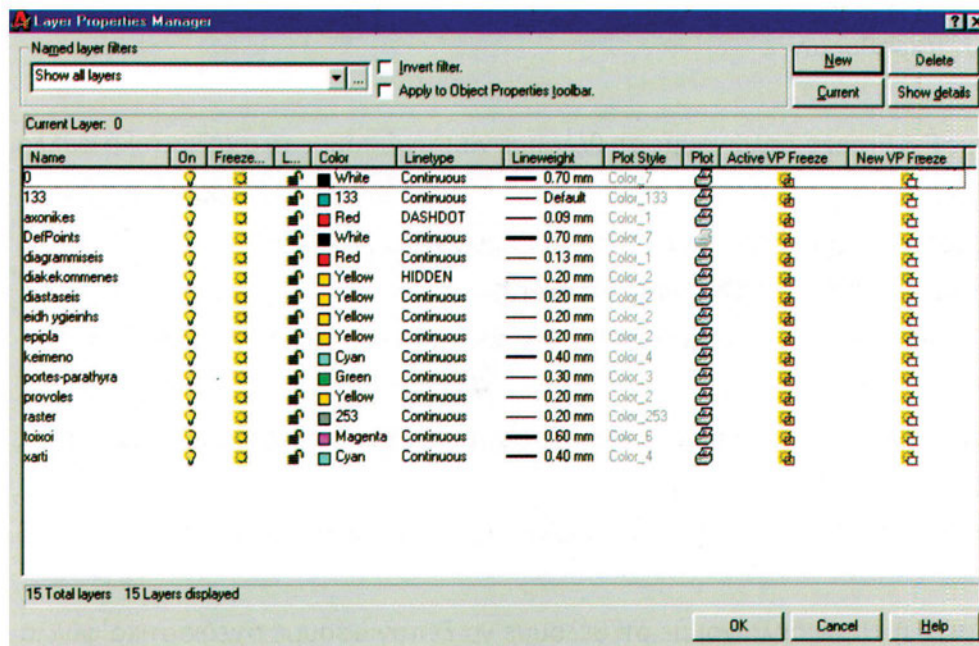 Layer Properties Manager
Named layer filters
Show all layers
...
Invert filter.
Apply to Object Properties toolbar.
New
Delete
Current
Show details
Current Layer: 0
Name On Freeze... L... Color Linetype Lineweight Plot Style Plot Active VP Freeze New VP Freeze
0 White Continuous 0.70 mm Color_7
133 133 Continuous Default Color_133
axonikes Red DASHDOT 0.09 mm Color_1
DefPoints White Continuous 0.70 mm Color_7
diagrammiseis Red Continuous 0.13 mm Color_1
diakekommenes Yellow HIDDEN 0.20 mm Color_2
diastaseis Yellow Continuous 0.20 mm Color_2
eidh ygieinhs Yellow Continuous 0.20 mm Color_2
epipla Yellow Continuous 0.20 mm Color_2
keimeno Cyan Continuous 0.40 mm Color_4
portes-parathyra Green Continuous 0.30 mm Color_3
provoles Yellow Continuous 0.20 mm Color_2
raster 253 Continuous 0.20 mm Color_253
toixoi Magenta Continuous 0.60 mm Color_6
xarti Cyan Continuous 0.40 mm Color_4
15 Total layers 15 Layers displayed
OK Cancel Help